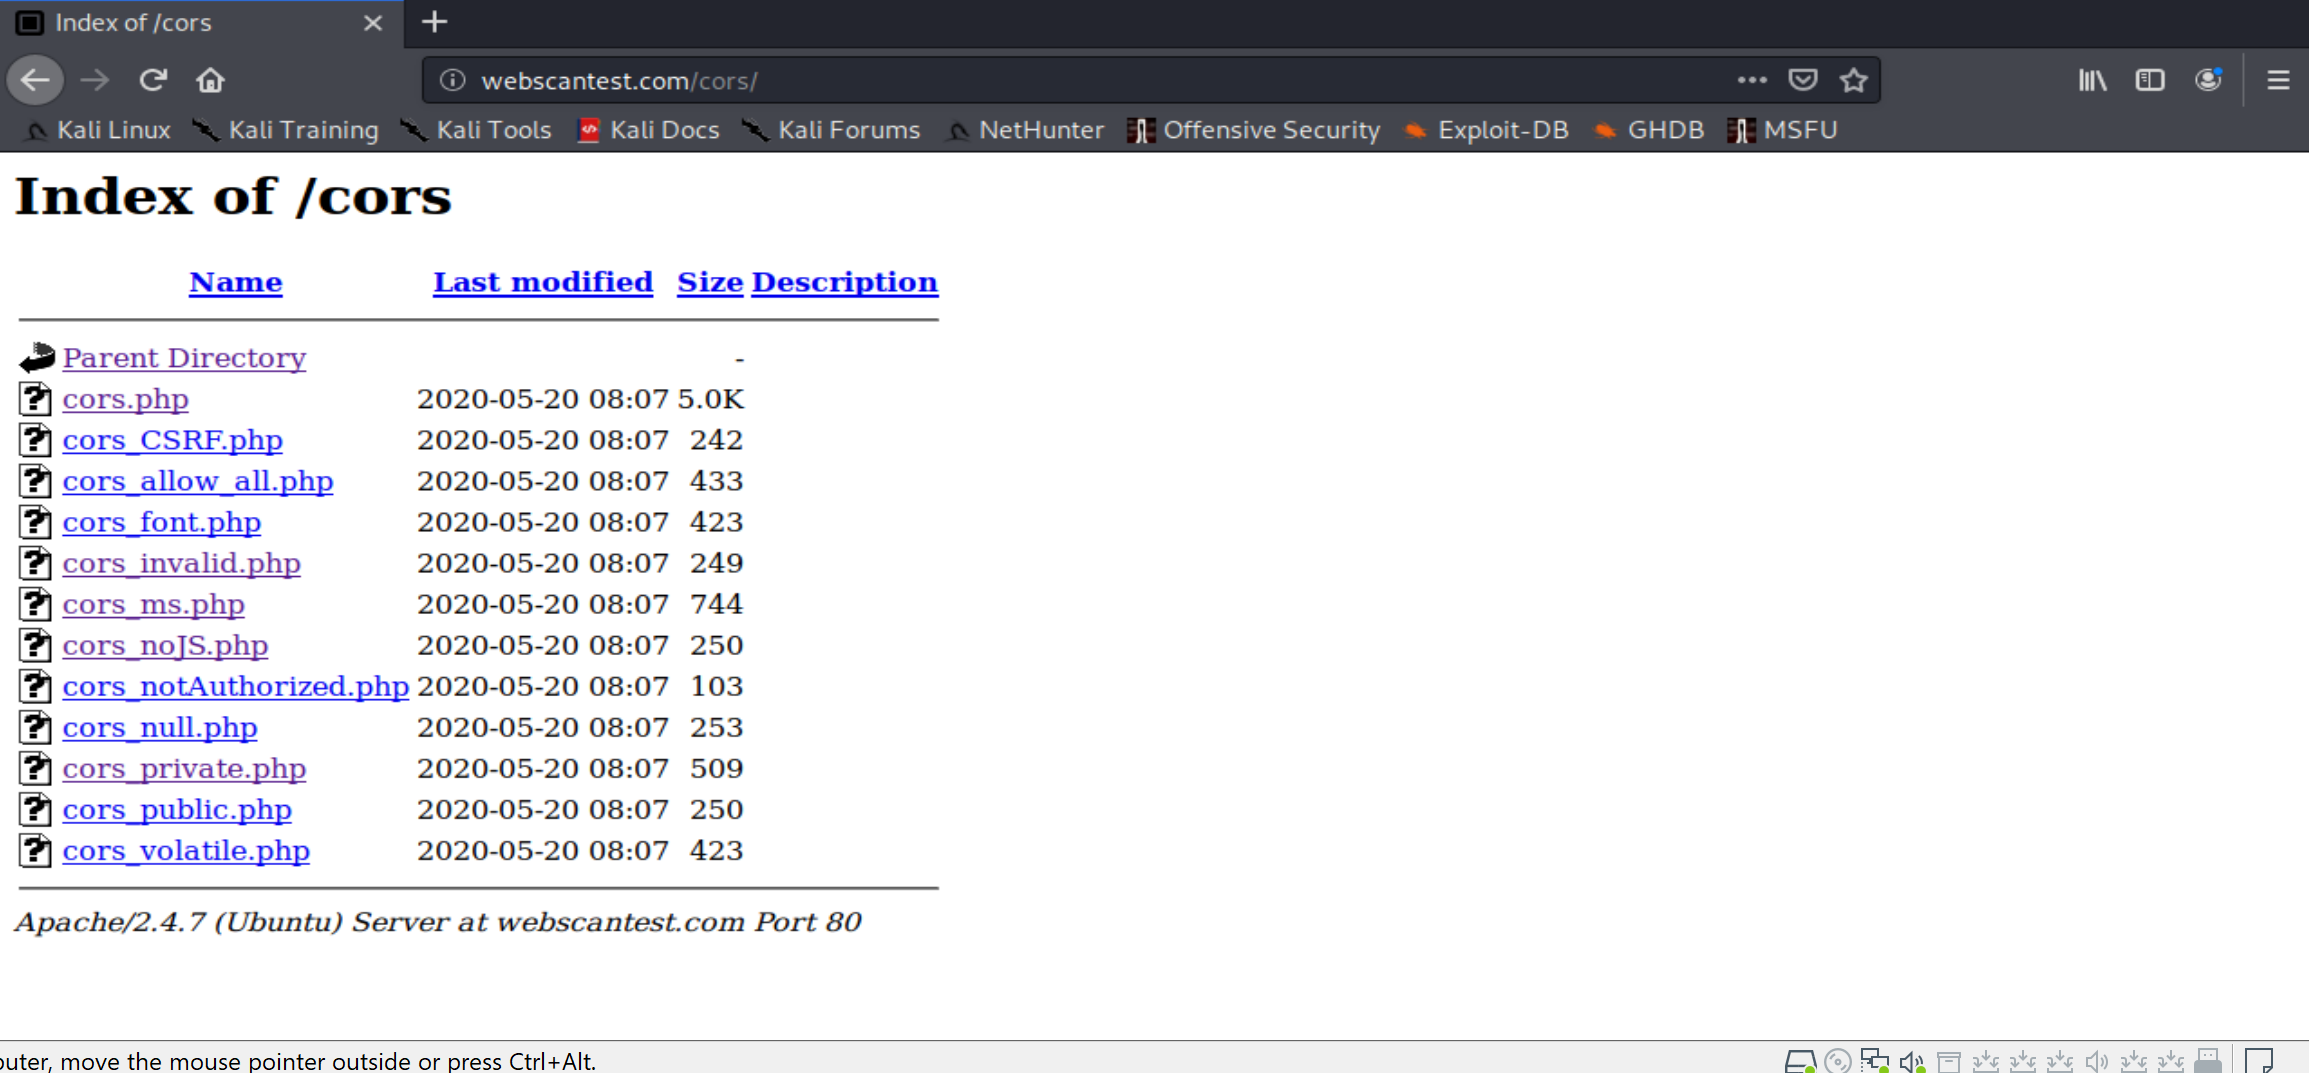 Index of /cors
webscantest.com/cors/
Kali Linux Kali Training Kali Tools Kali Docs Kali Forums NetHunter Offensive Security Exploit-DB GHDB MSFU
Index of /cors
Name Last modified Size Description
Parent Directory -
cors.php 2020-05-20 08:07 5.0K
cors_CSRF.php 2020-05-20 08:07 242
cors_allow_all.php 2020-05-20 08:07 433
cors_font.php 2020-05-20 08:07 423
cors_invalid.php 2020-05-20 08:07 249
cors_ms.php 2020-05-20 08:07 744
cors_noJS.php 2020-05-20 08:07 250
cors_notAuthorized.php 2020-05-20 08:07 103
cors_null.php 2020-05-20 08:07 253
cors_private.php 2020-05-20 08:07 509
cors_public.php 2020-05-20 08:07 250
cors_volatile.php 2020-05-20 08:07 423
Apache/2.4.7 (Ubuntu) Server at webscantest.com Port 80
outer, move the mouse pointer outside or press Ctrl+Alt.